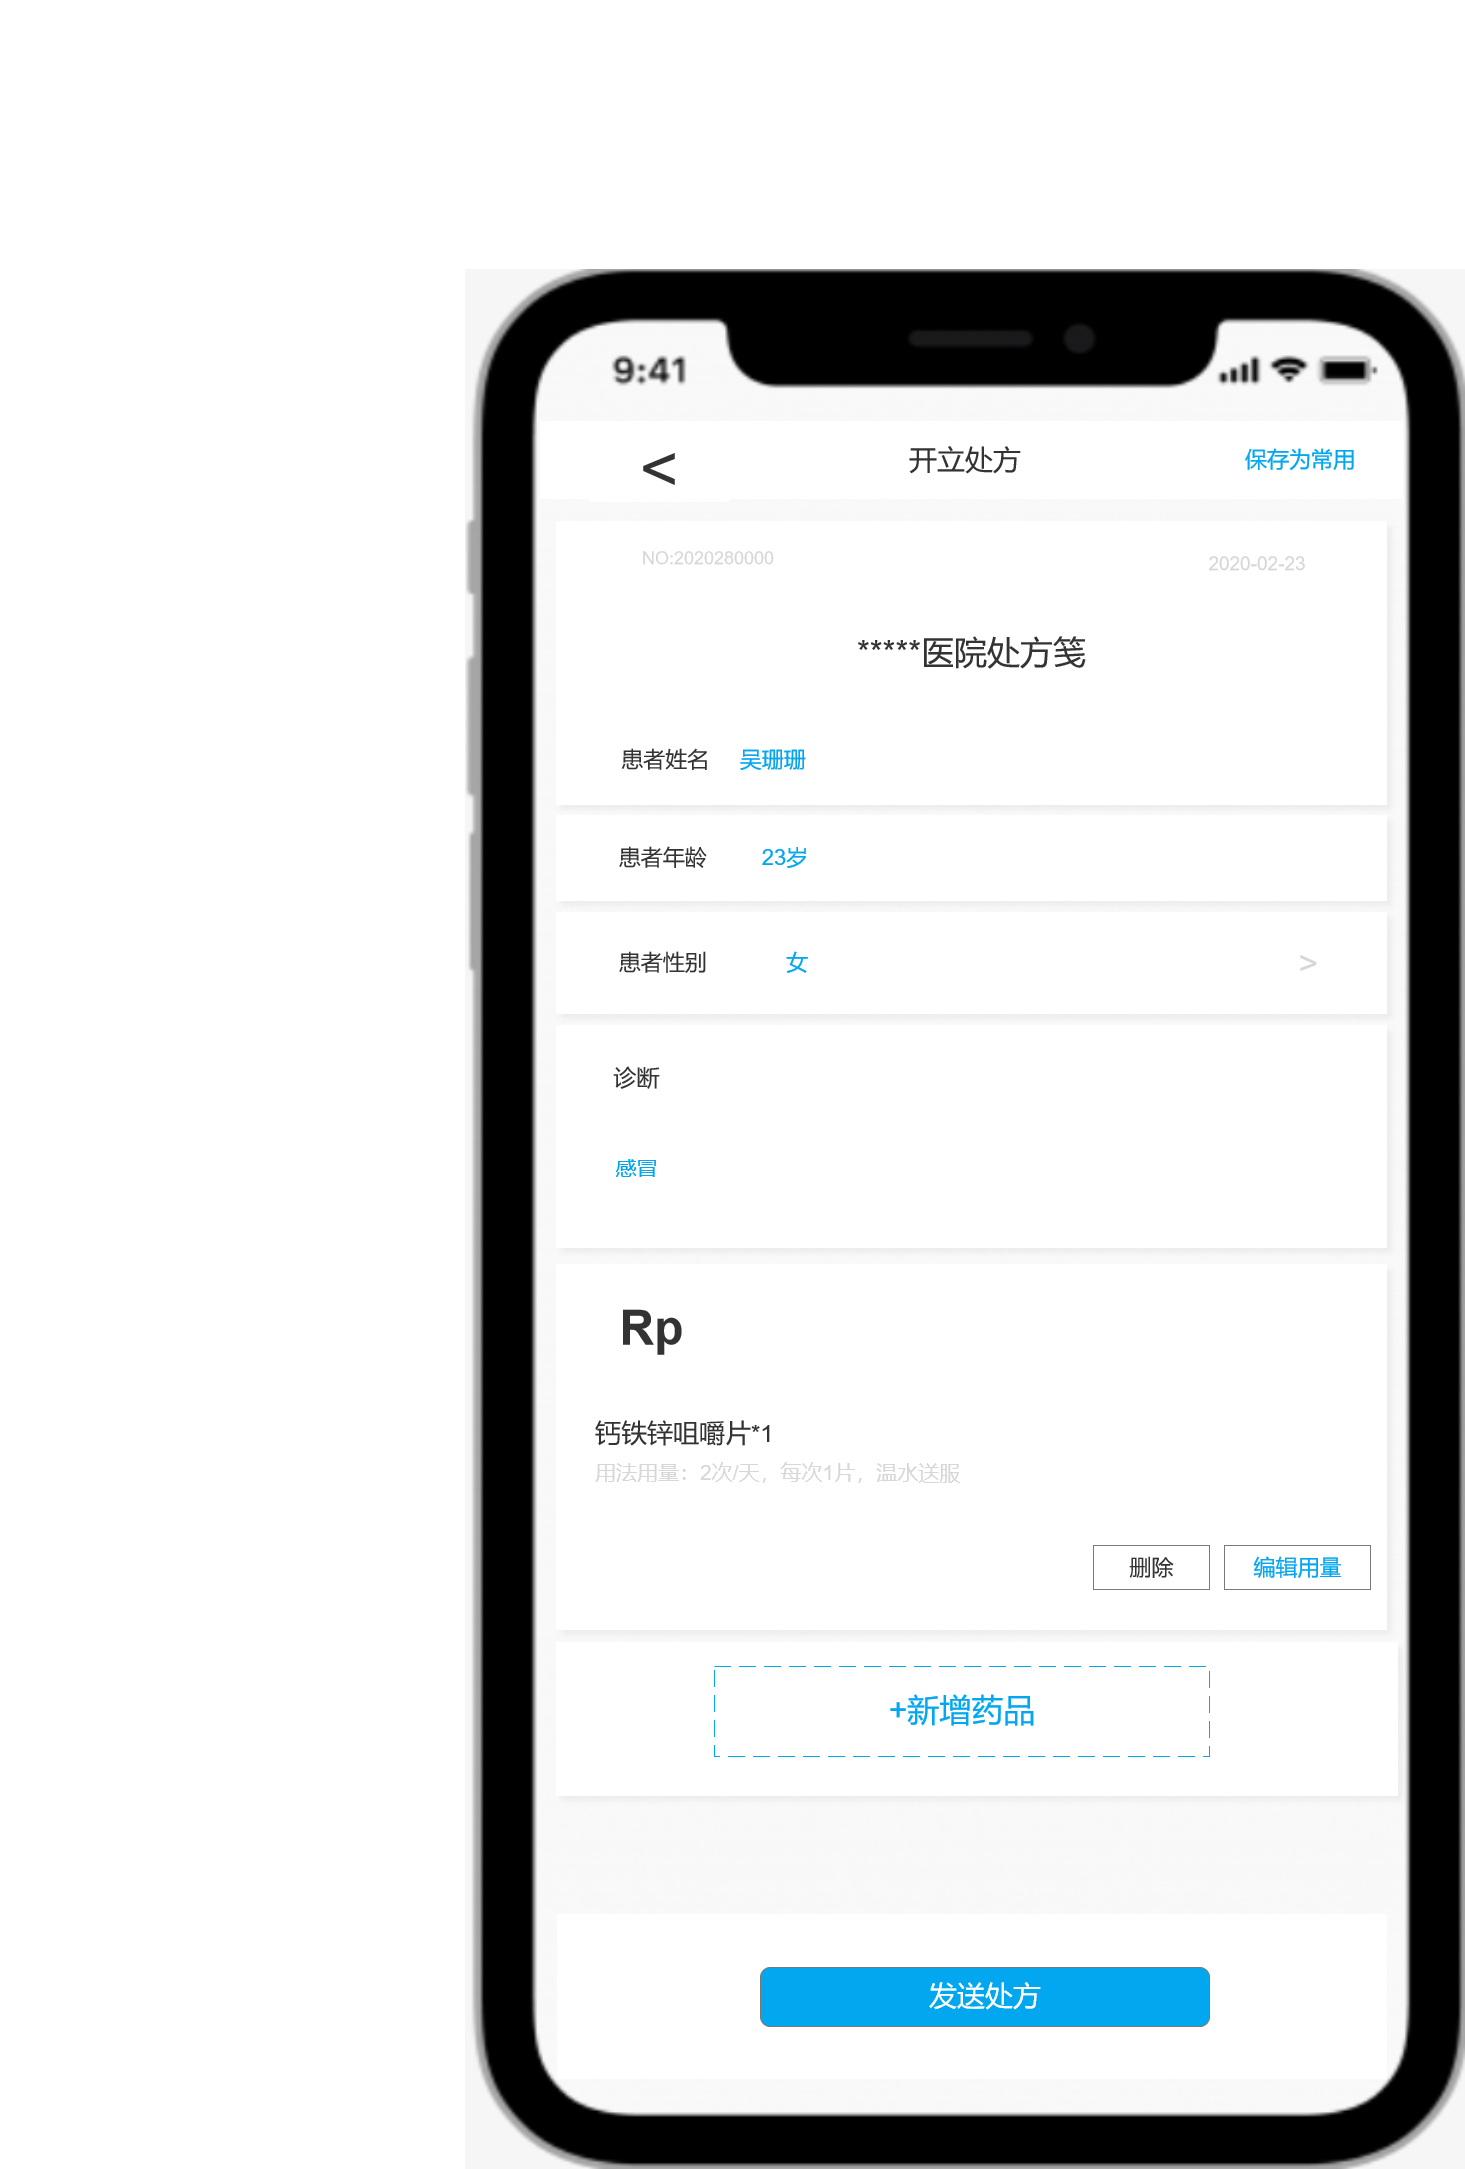 9:41
<
开立处方
保存为常用
NO:2020280000
2020-02-23
*****医院处方笺
患者姓名 吴珊珊
患者年龄 23岁
患者性别 女 >
诊断
感冒
Rp
钙铁锌咀嚼片*1
用法用量：2次/天，每次1片，温水送服
删除
编辑用量
+新增药品
发送处方